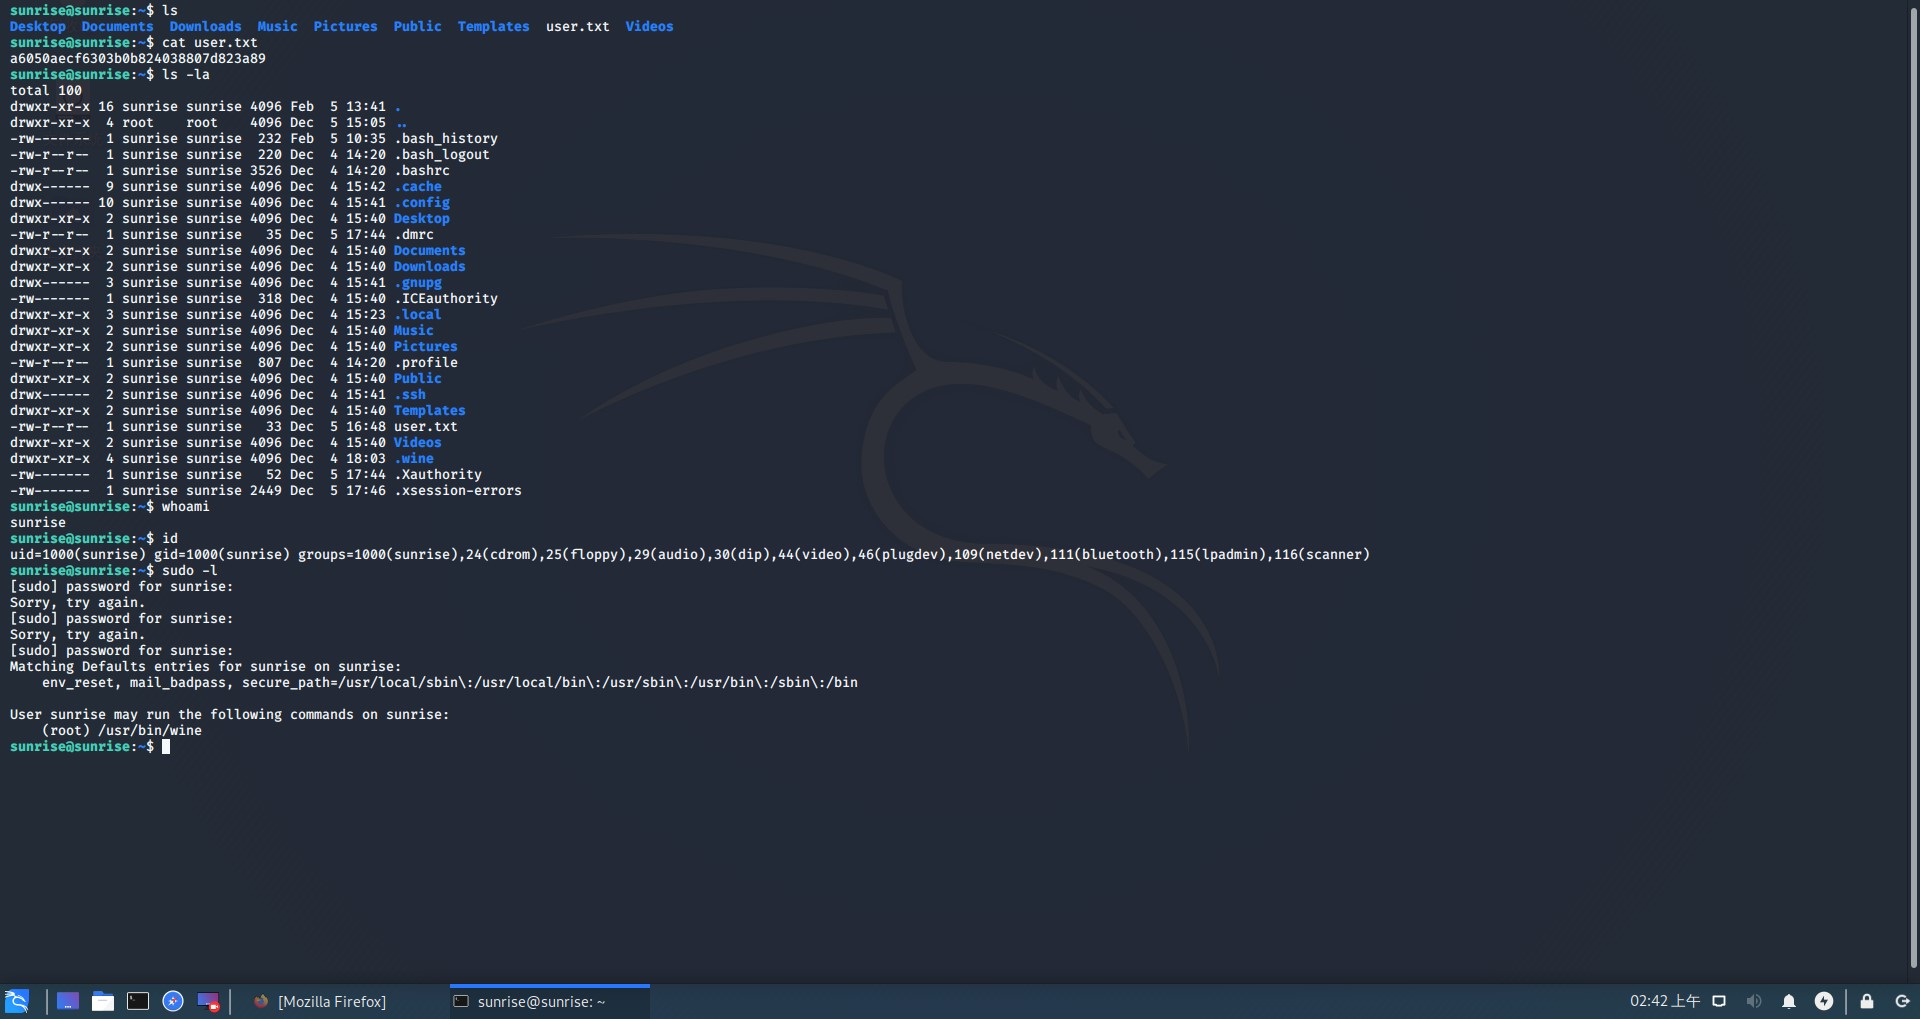 sunrise@sunrise:~$ ls
Desktop  Documents  Downloads  Music  Pictures  Public  Templates  user.txt  Videos
sunrise@sunrise:~$ cat user.txt
a6050aecf6303b0b824038807d823a89
sunrise@sunrise:~$ ls -la
total 100
drwxr-xr-x 16 sunrise sunrise 4096 Feb  5 13:41 .
drwxr-xr-x  4 root    root    4096 Dec  5 15:05 ..
-rw-------  1 sunrise sunrise  232 Feb  5 10:35 .bash_history
-rw-r--r--  1 sunrise sunrise  220 Dec  4 14:20 .bash_logout
-rw-r--r--  1 sunrise sunrise 3526 Dec  4 14:20 .bashrc
drwx------  9 sunrise sunrise 4096 Dec  4 15:42 .cache
drwx------ 10 sunrise sunrise 4096 Dec  4 15:41 .config
drwxr-xr-x  2 sunrise sunrise 4096 Dec  4 15:40 Desktop
-rw-r--r--  1 sunrise sunrise   35 Dec  5 17:44 .dmrc
drwxr-xr-x  2 sunrise sunrise 4096 Dec  4 15:40 Documents
drwxr-xr-x  2 sunrise sunrise 4096 Dec  4 15:40 Downloads
drwx------  3 sunrise sunrise 4096 Dec  4 15:41 .gnupg
-rw-------  1 sunrise sunrise  318 Dec  4 15:40 .ICEauthority
drwxr-xr-x  3 sunrise sunrise 4096 Dec  4 15:23 .local
drwxr-xr-x  2 sunrise sunrise 4096 Dec  4 15:40 Music
drwxr-xr-x  2 sunrise sunrise 4096 Dec  4 15:40 Pictures
-rw-r--r--  1 sunrise sunrise  807 Dec  4 14:20 .profile
drwxr-xr-x  2 sunrise sunrise 4096 Dec  4 15:40 Public
drwx------  2 sunrise sunrise 4096 Dec  4 15:41 .ssh
drwxr-xr-x  2 sunrise sunrise 4096 Dec  4 15:40 Templates
-rw-r--r--  1 sunrise sunrise   33 Dec  5 16:48 user.txt
drwxr-xr-x  2 sunrise sunrise 4096 Dec  4 15:40 Videos
drwxr-xr-x  4 sunrise sunrise 4096 Dec  4 18:03 .wine
-rw-------  1 sunrise sunrise   52 Dec  5 17:44 .Xauthority
-rw-------  1 sunrise sunrise 2449 Dec  5 17:46 .xsession-errors
sunrise@sunrise:~$ whoami
sunrise
sunrise@sunrise:~$ id
uid=1000(sunrise) gid=1000(sunrise) groups=1000(sunrise),24(cdrom),25(floppy),29(audio),30(dip),44(video),46(plugdev),109(netdev),111(bluetooth),115(lpadmin),116(scanner)
sunrise@sunrise:~$ sudo -l
[sudo] password for sunrise:
Sorry, try again.
[sudo] password for sunrise:
Sorry, try again.
[sudo] password for sunrise:
Matching Defaults entries for sunrise on sunrise:
    env_reset, mail_badpass, secure_path=/usr/local/sbin\:/usr/local/bin\:/usr/sbin\:/usr/bin\:/sbin\:/bin
User sunrise may run the following commands on sunrise:
    (root) /usr/bin/wine
sunrise@sunrise:~$
[Mozilla Firefox]  sunrise@sunrise: ~  02:42 上午